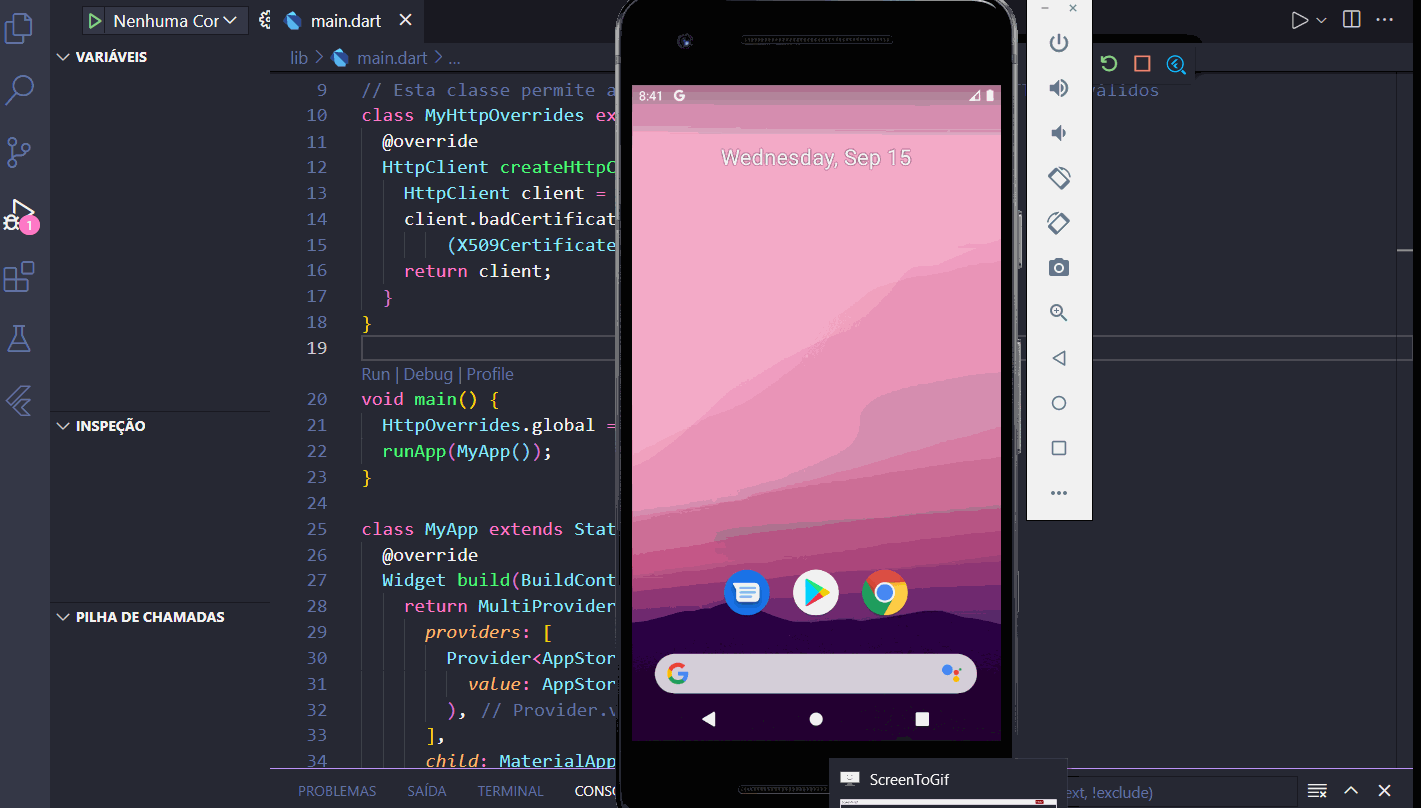 Nenhuma Cor
main.dart
VARIÁVEIS
lib > main.dart > ...
9 // Esta classe permite a
válidos
10 class MyHttpOverrides ex
11 @override
12 HttpClient createHttpC
13 HttpClient client =
14 client.badCertificat
15 (X509Certificate
16 return client;
17 }
18 }
19
Run | Debug | Profile
20 void main() {
21 HttpOverrides.global =
22 runApp(MyApp());
23 }
24
25 class MyApp extends Stat
26 @override
27 Widget build(BuildCont
28 return MultiProvider
29 providers: [
30 Provider<AppStor
31 value: AppStor
32 ), // Provider.v
33 ],
34 child: MaterialApp
INSPEÇÃO
PILHA DE CHAMADAS
1
8:41 G
Wednesday, Sep 15
G
ScreenToGif
PROBLEMAS
SAÍDA
TERMINAL
CONSO
ext, !exclude)